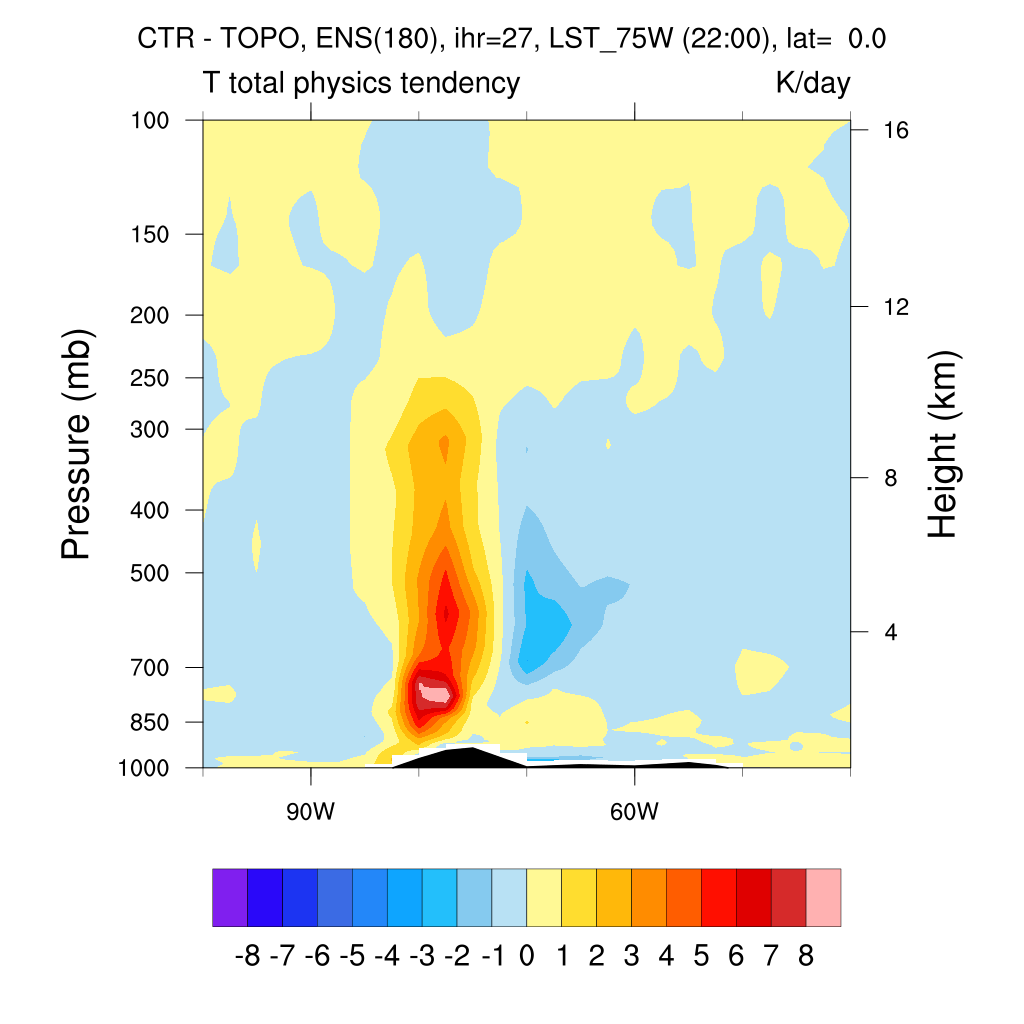 CTR - TOPO, ENS(180), ihr=27, LST_75W (22:00), lat= 0.0
T total physics tendency K/day
100
150
200
250
300
400
500
700
850
1000
Pressure (mb)
16
12
8
4
Height (km)
90W 60W
-8 -7 -6 -5 -4 -3 -2 -1 0 1 2 3 4 5 6 7 8